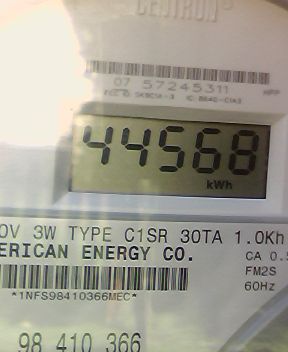 CENTRON®
07 57245311
44568
kWh
0V 3W TYPE C1SR 30TA 1.0Kh
ERICAN ENERGY CO.
CA 0.5
FM2S
*1NFS98410366MEC*
60Hz
98 410 366